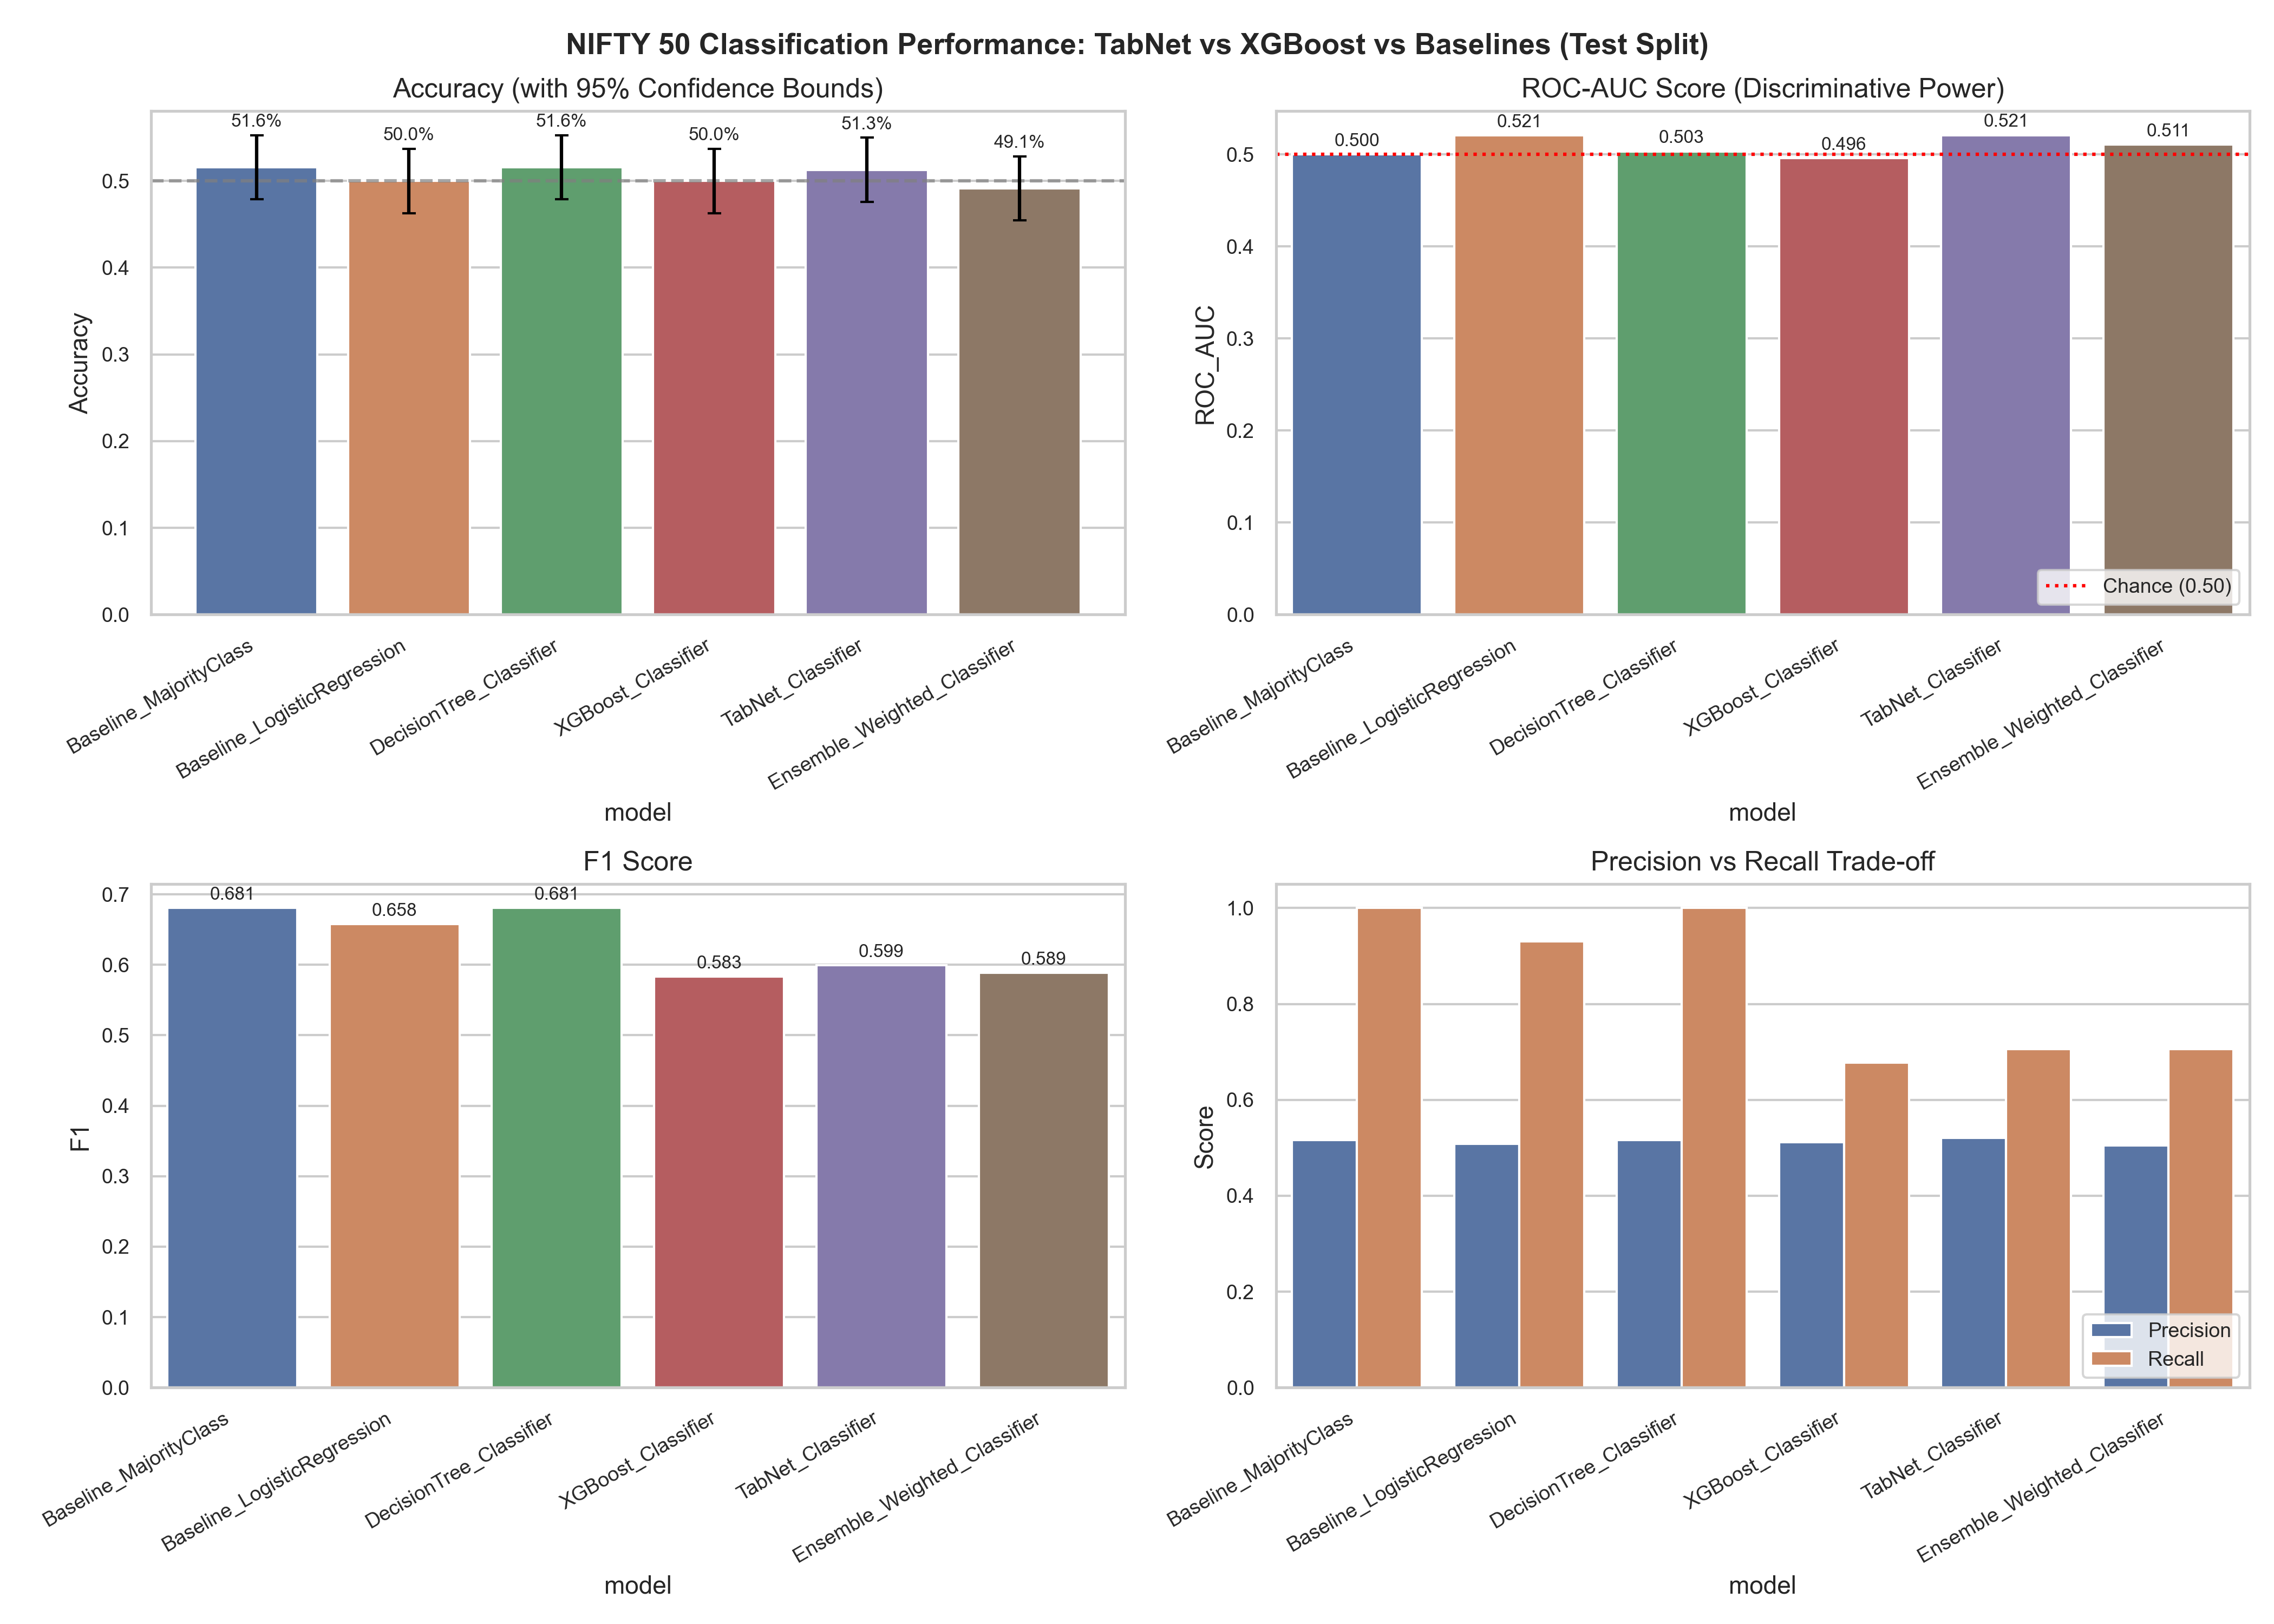 NIFTY 50 Classification Performance: TabNet vs XGBoost vs Baselines (Test Split)
Accuracy (with 95% Confidence Bounds)
51.6%
50.0%
51.6%
50.0%
51.3%
49.1%
Accuracy
0.5
0.4
0.3
0.2
0.1
0.0
Baseline_MajorityClass
Baseline_LogisticRegression
DecisionTree_Classifier
XGBoost_Classifier
TabNet_Classifier
Ensemble_Weighted_Classifier
model
ROC-AUC Score (Discriminative Power)
0.500
0.521
0.503
0.496
0.521
0.511
ROC_AUC
0.5
0.4
0.3
0.2
0.1
0.0
Chance (0.50)
Baseline_MajorityClass
Baseline_LogisticRegression
DecisionTree_Classifier
XGBoost_Classifier
TabNet_Classifier
Ensemble_Weighted_Classifier
model
F1 Score
0.681
0.658
0.681
0.583
0.599
0.589
F1
0.7
0.6
0.5
0.4
0.3
0.2
0.1
0.0
Baseline_MajorityClass
Baseline_LogisticRegression
DecisionTree_Classifier
XGBoost_Classifier
TabNet_Classifier
Ensemble_Weighted_Classifier
model
Precision vs Recall Trade-off
Score
1.0
0.8
0.6
0.4
0.2
0.0
Precision
Recall
Baseline_MajorityClass
Baseline_LogisticRegression
DecisionTree_Classifier
XGBoost_Classifier
TabNet_Classifier
Ensemble_Weighted_Classifier
model